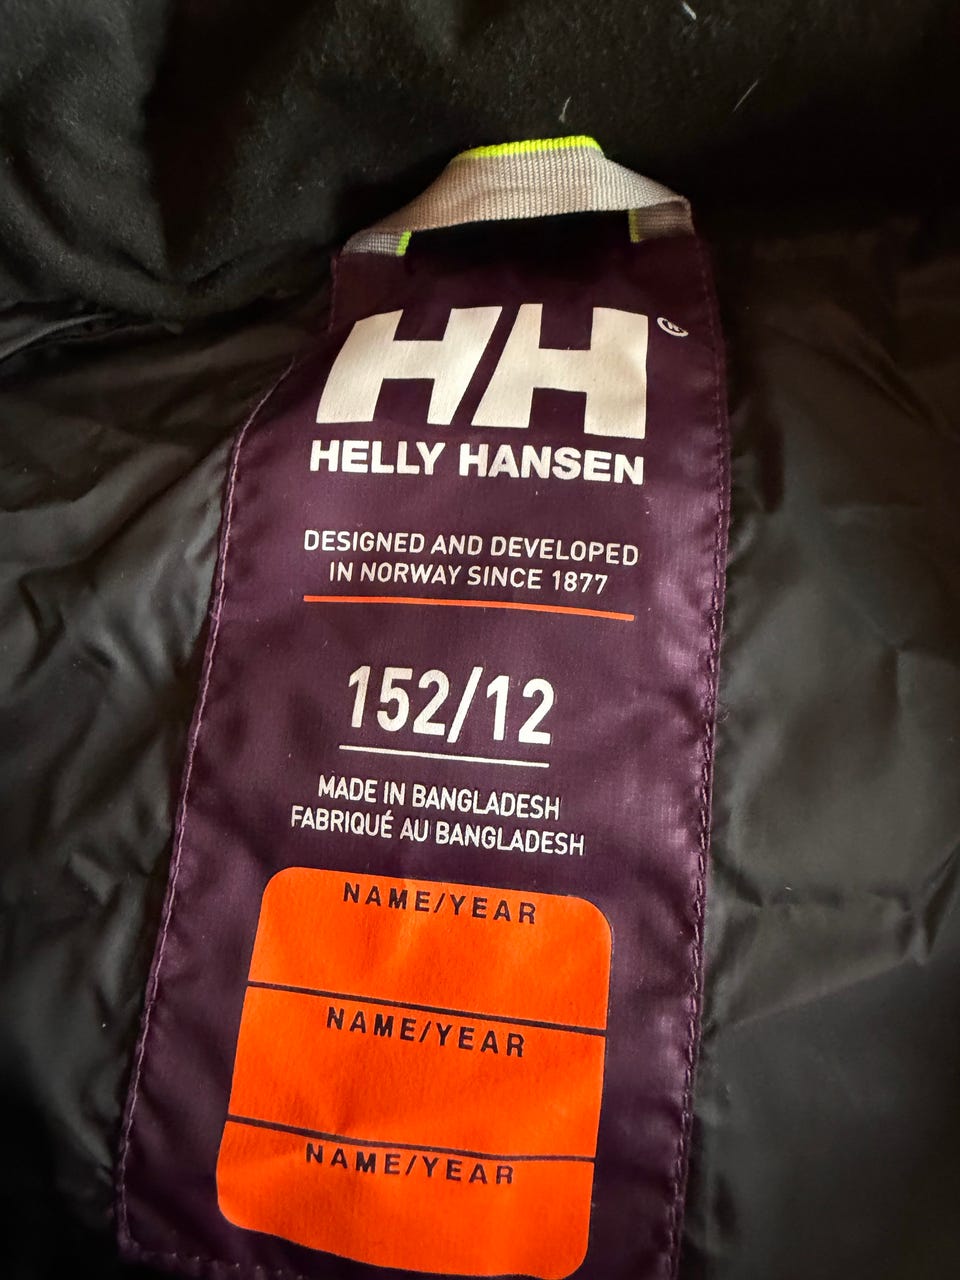 HH®
HELLY HANSEN
DESIGNED AND DEVELOPED
IN NORWAY SINCE 1877
152/12
MADE IN BANGLADESH
FABRIQUÉ AU BANGLADESH
NAME/YEAR
NAME/YEAR
NAME/YEAR